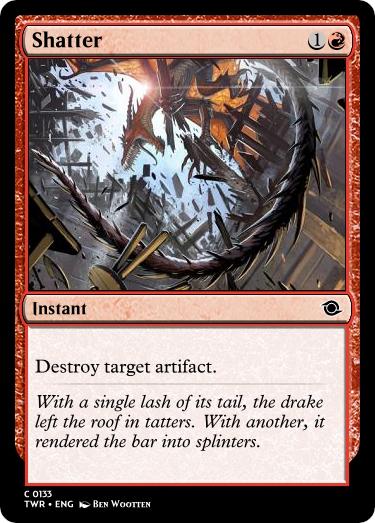 Shatter 1
Instant
Destroy target artifact.
With a single lash of its tail, the drake
left the roof in tatters. With another, it
rendered the bar into splinters.
C 0133
TWR • ENG Ben Wootten